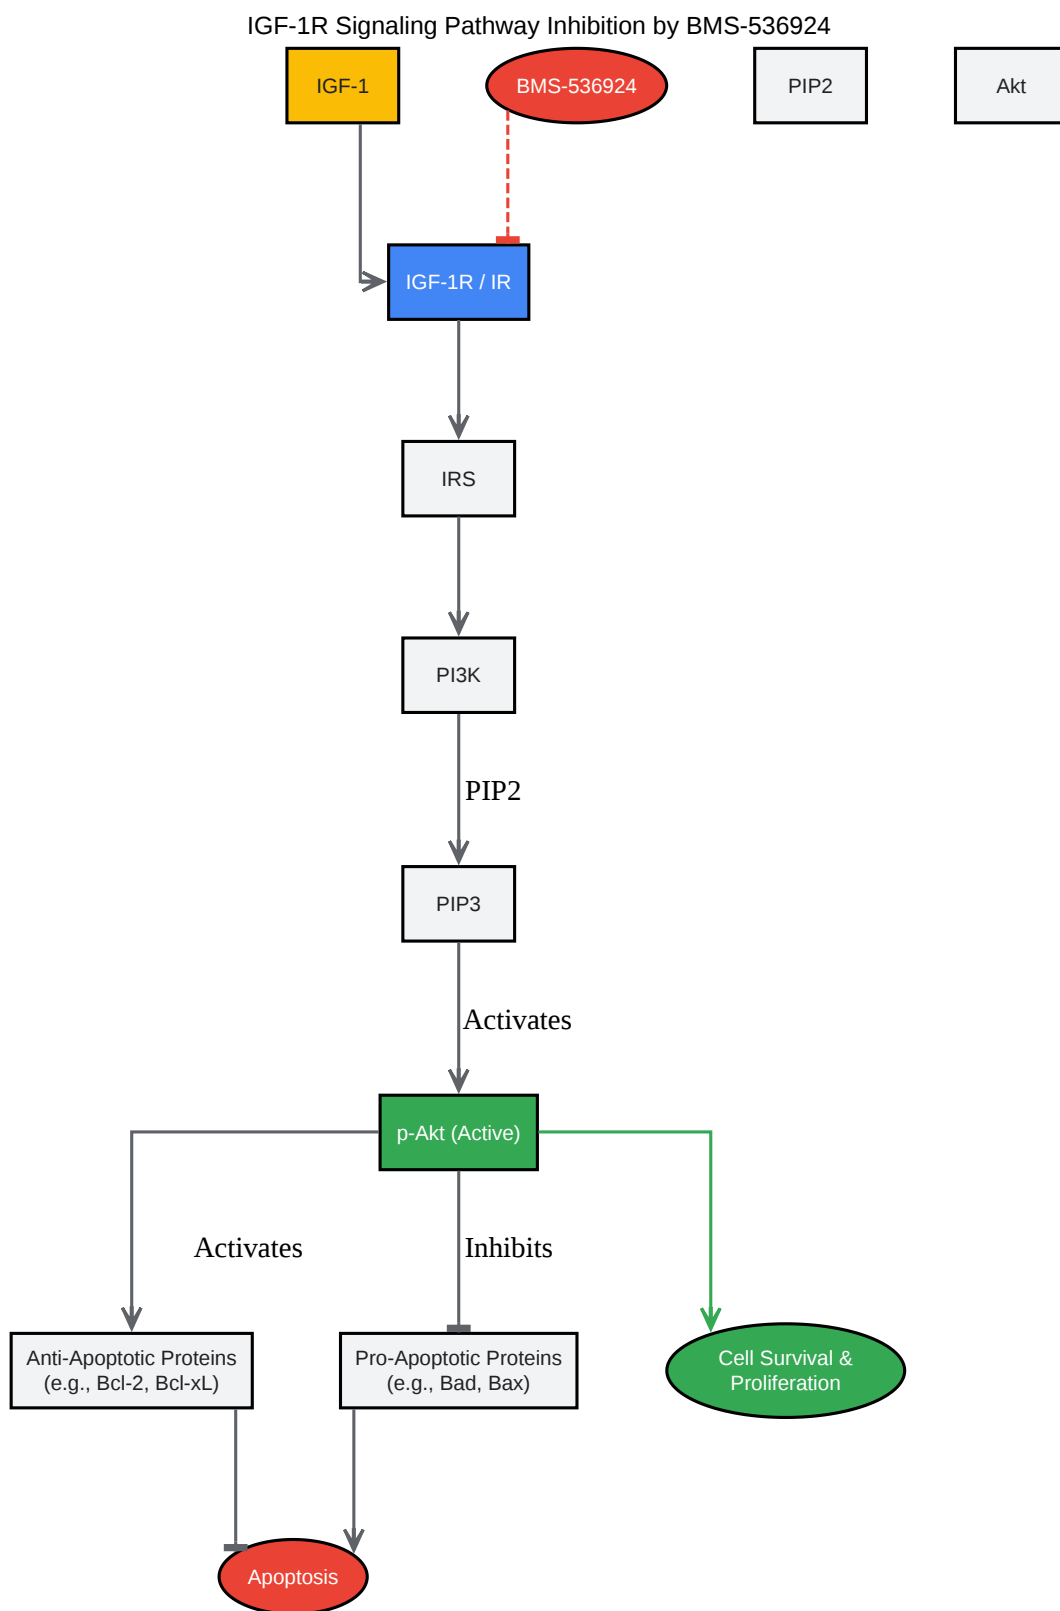 IGF-1R Signaling Pathway Inhibition by BMS-536924
IGF-1
BMS-536924
PIP2
Akt
IGF-1R / IR
IRS
PI3K
PIP2
PIP3
Activates
p-Akt (Active)
Activates
Inhibits
Anti-Apoptotic Proteins
(e.g., Bcl-2, Bcl-xL)
Pro-Apoptotic Proteins
(e.g., Bad, Bax)
Cell Survival &
Proliferation
Apoptosis